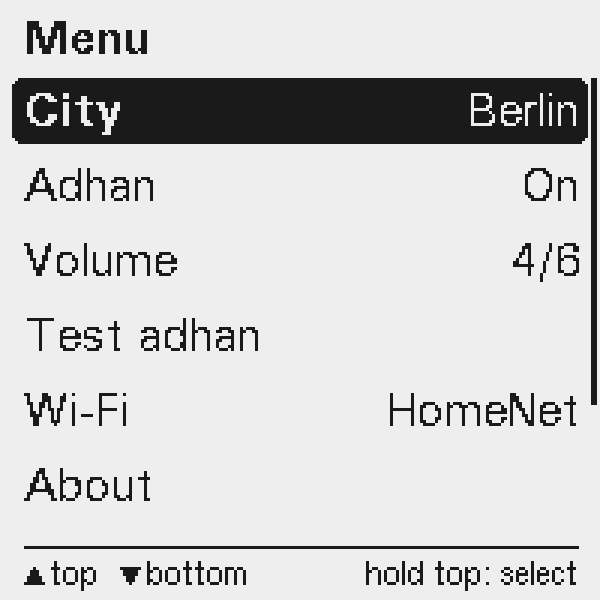 Menu
City Berlin
Adhan On
Volume 4/6
Test adhan
Wi-Fi HomeNet
About
▲top ▼bottom hold top: select